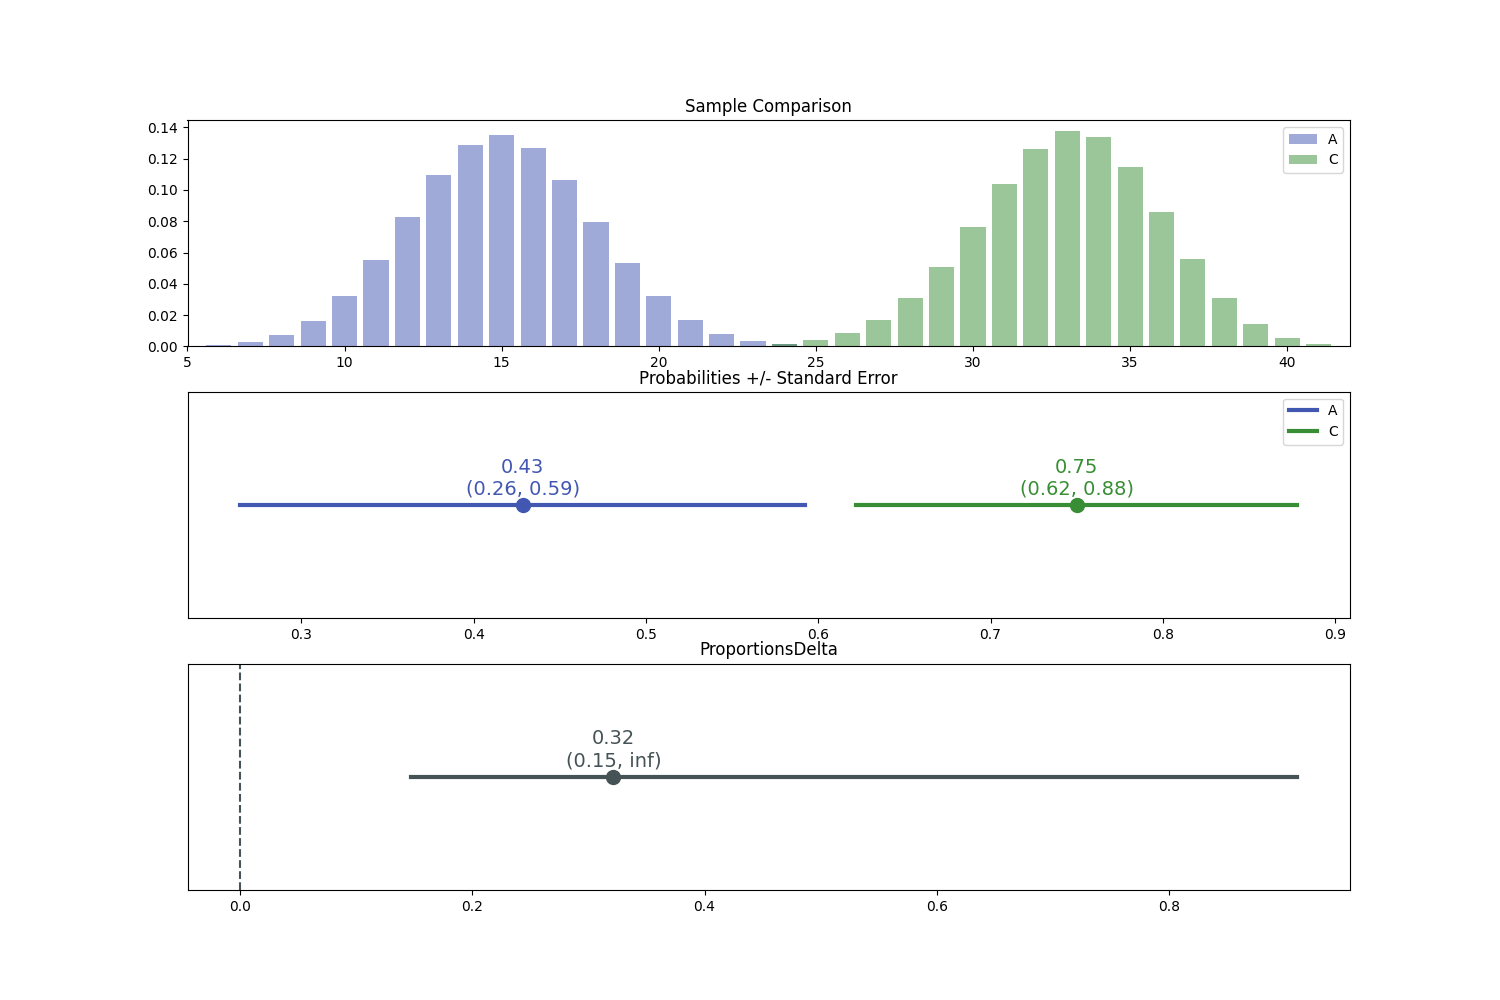 Sample Comparison
0.14
0.12
0.10
0.08
0.06
0.04
0.02
0.00
A
C
5 10 15 20 25 30 35 40
Probabilities +/- Standard Error
A
C
0.43
(0.26, 0.59)
0.75
(0.62, 0.88)
0.3 0.4 0.5 0.6 0.7 0.8 0.9
ProportionsDelta
0.32
(0.15, inf)
0.0 0.2 0.4 0.6 0.8